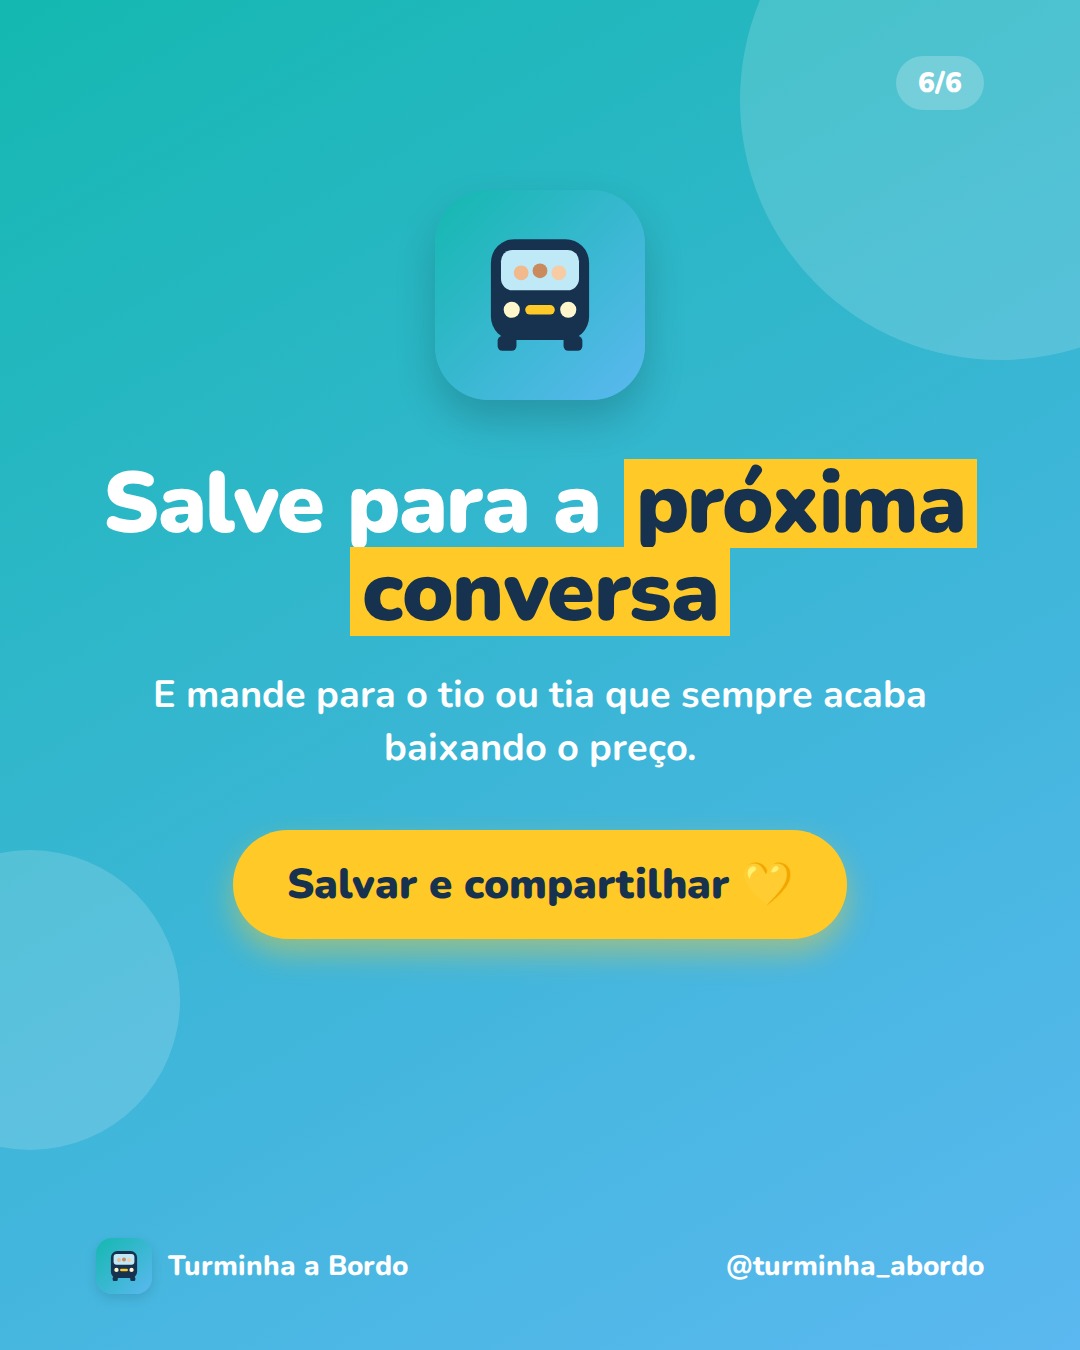 6/6
Salve para a próxima
conversa
E mande para o tio ou tia que sempre acaba
baixando o preço.
Salvar e compartilhar 💛
Turminha a Bordo
@turminha_abordo